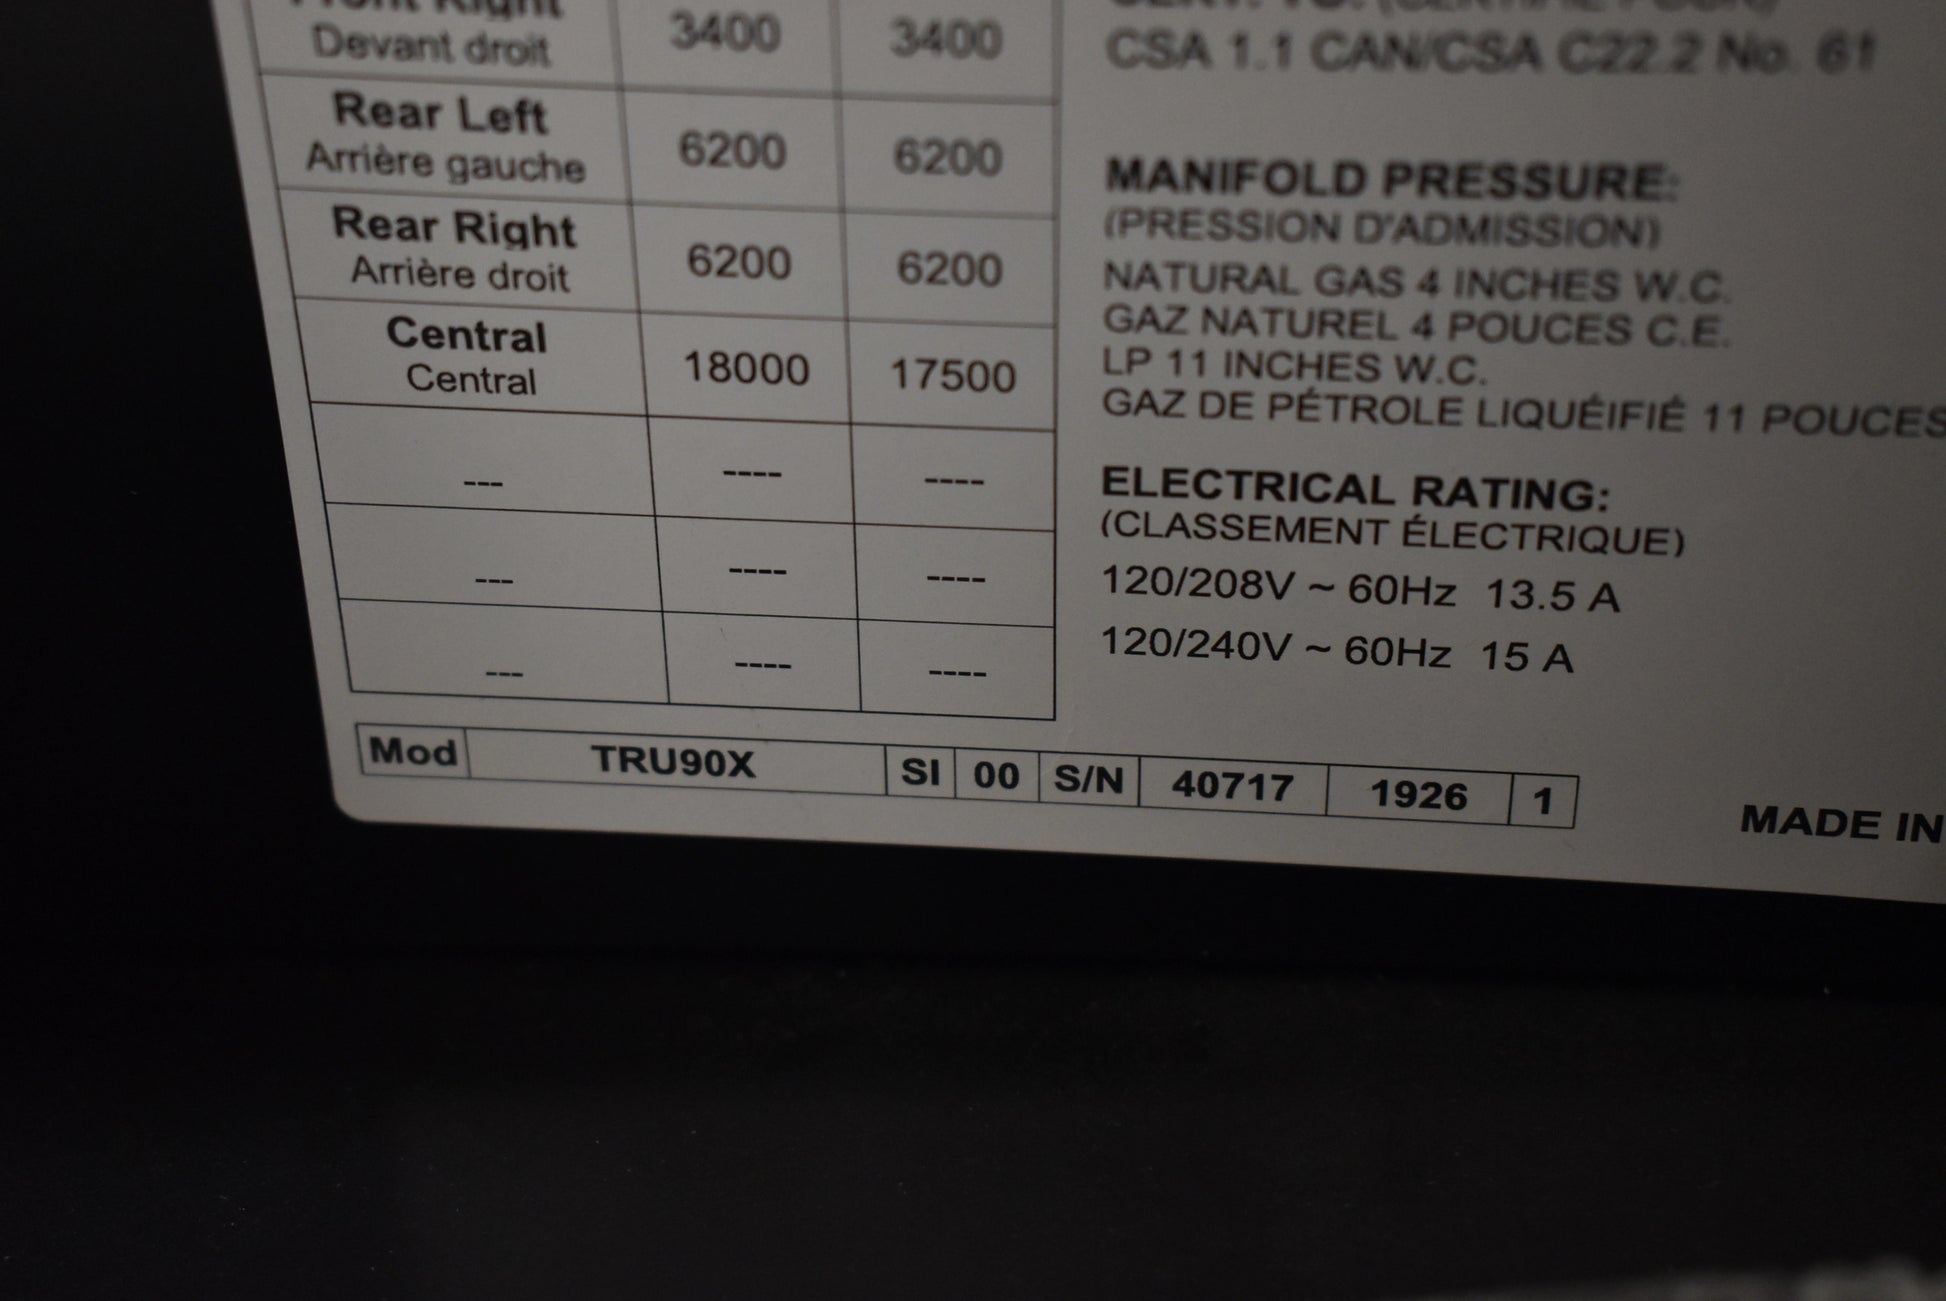 Front Right
Devant droit
3400
3400
Rear Left
Arrière gauche
6200
6200
Rear Right
Arrière droit
6200
6200
Central
Central
18000
17500
---
----
----
---
----
----
---
----
----
CSA 1.1 CAN/CSA C22.2 No. 61
MANIFOLD PRESSURE:
(PRESSION D'ADMISSION)
NATURAL GAS 4 INCHES W.C.
GAZ NATUREL 4 POUCES C.E.
LP 11 INCHES W.C.
GAZ DE PÉTROLE LIQUÉIFIÉ 11 POUCES
ELECTRICAL RATING:
(CLASSEMENT ÉLECTRIQUE)
120/208V ~ 60Hz 13.5 A
120/240V ~ 60Hz 15 A
Mod TRU90X SI 00 S/N 40717 1926 1
MADE IN